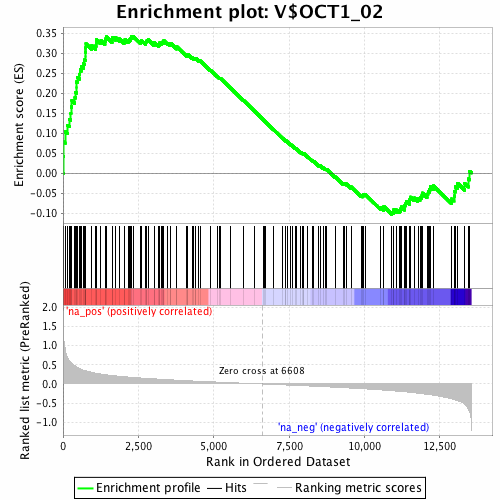 Enrichment plot: V$OCT1_02
Enrichment score (ES)
0.35
0.30
0.25
0.20
0.15
0.10
0.05
0.00
-0.05
-0.10
'na_pos' (positively correlated)
Ranked list metric (PreRanked)
2.0
1.5
1.0
0.5
0.0
-0.5
-1.0
Zero cross at 6608
'na_neg' (negatively correlated)
0 2,500 5,000 7,500 10,000 12,500
Rank in Ordered Dataset
Enrichment profile Hits Ranking metric scores